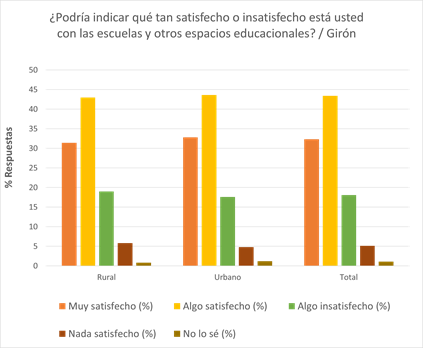 ¿Podría indicar qué tan satisfecho o insatisfecho está usted
con las escuelas y otros espacios educacionales? / Girón
50
45
40
35
30
25
20
15
10
5
0
% Respuestas
Rural Urbano Total
Muy satisfecho (%) Algo satisfecho (%) Algo insatisfecho (%)
Nada satisfecho (%) No lo sé (%)